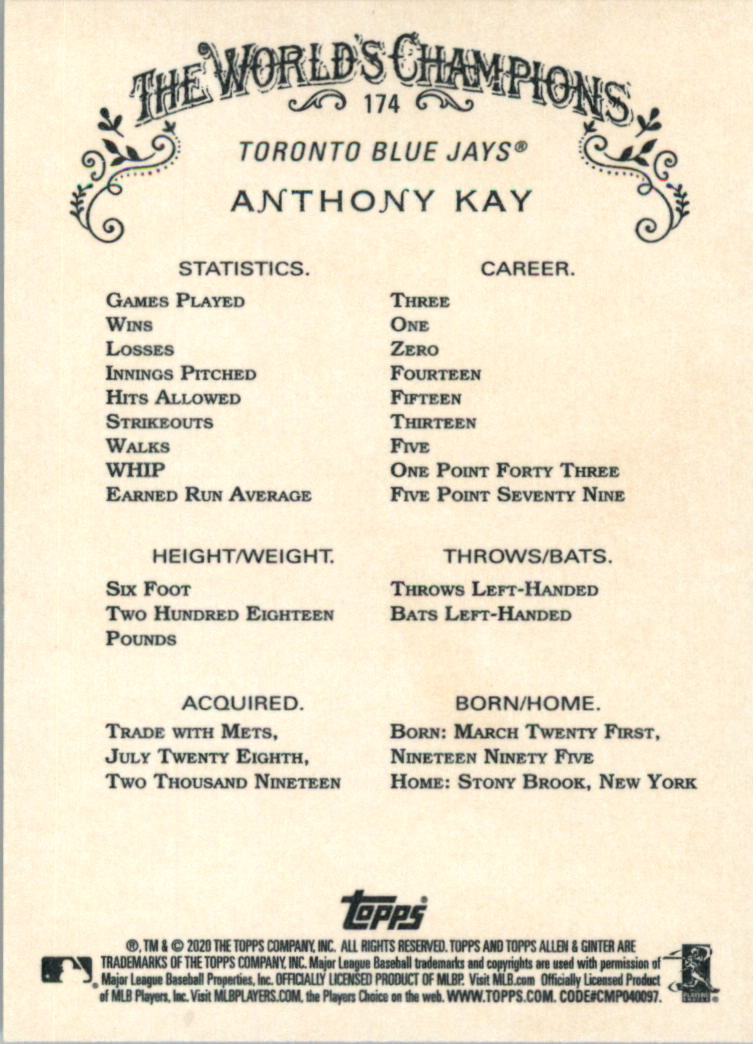 THE WORLD'S CHAMPIONS
174
TORONTO BLUE JAYS®
ANTHONY KAY
STATISTICS. CAREER.
GAMES PLAYED THREE
WINS ONE
LOSSES ZERO
INNINGS PITCHED FOURTEEN
HITS ALLOWED FIFTEEN
STRIKEOUTS THIRTEEN
WALKS FIVE
WHIP ONE POINT FORTY THREE
EARNED RUN AVERAGE FIVE POINT SEVENTY NINE
HEIGHT/WEIGHT. THROWS/BATS.
SIX FOOT THROWS LEFT-HANDED
TWO HUNDRED EIGHTEEN BATS LEFT-HANDED
POUNDS
ACQUIRED. BORN/HOME.
TRADE WITH METS, BORN: MARCH TWENTY FIRST,
JULY TWENTY EIGHTH, NINETEEN NINETY FIVE
TWO THOUSAND NINETEEN HOME: STONY BROOK, NEW YORK
topps®
®, TM & © 2020 THE TOPPS COMPANY, INC. ALL RIGHTS RESERVED. TOPPS AND TOPPS ALLEN & GINTER ARE
TRADEMARKS OF THE TOPPS COMPANY, INC. Major League Baseball trademarks and copyrights are used with permission of
Major League Baseball Properties, Inc. OFFICIALLY LICENSED PRODUCT OF MLBP. Visit MLB.com Officially Licensed Product
of MLB Players, Inc. Visit MLBPLAYERS.COM, the Players Choice on the web. WWW.TOPPS.COM. CODE#CMP040097.